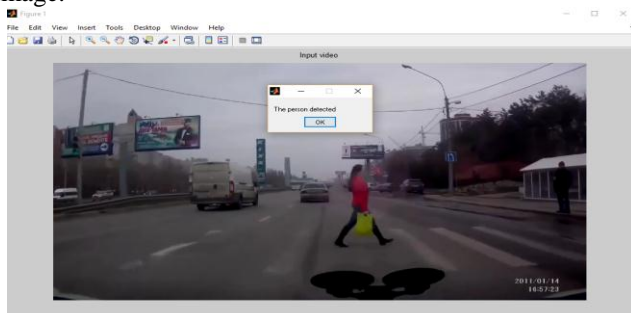 mage.
Figure 1
File Edit View Insert Tools Desktop Window Help
Input video
The person detected
OK
2011/01/14
16:57:23